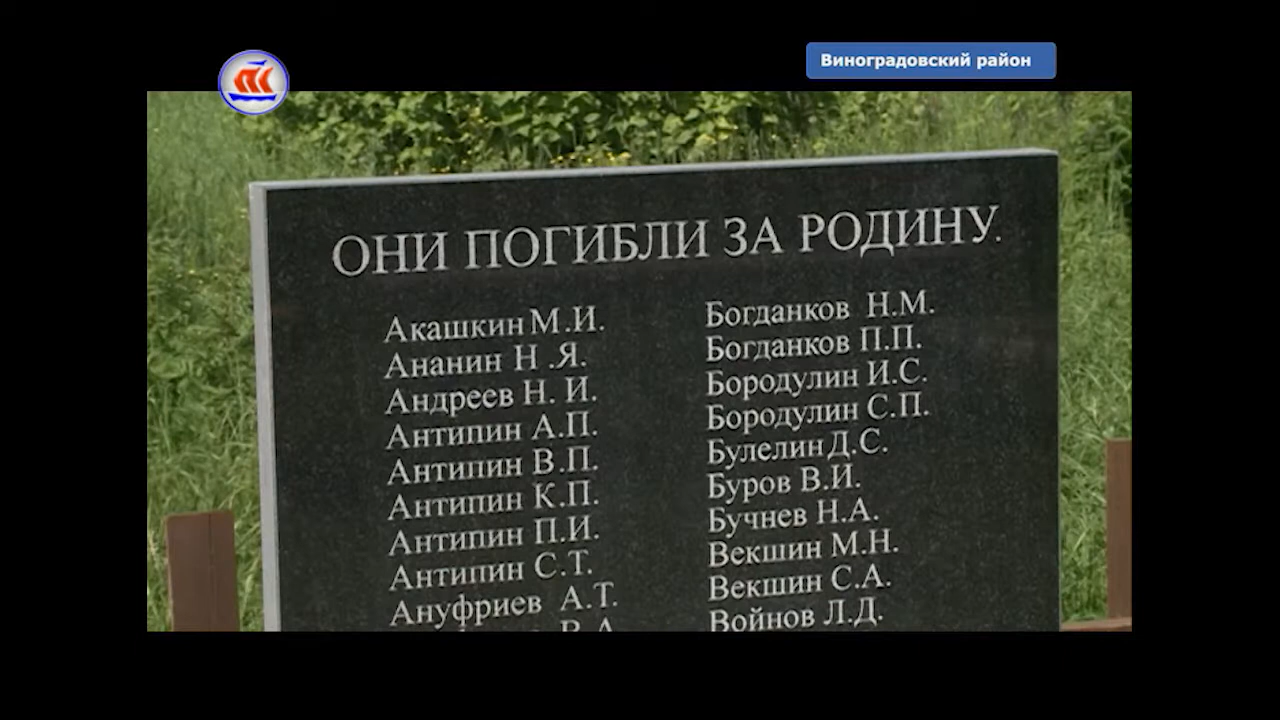 Виноградовский район
ОНИ ПОГИБЛИ ЗА РОДИНУ.
Акашкин М.И.
Ананин Н .Я.
Андреев Н. И.
Антипин А.П.
Антипин В.П.
Антипин К.П.
Антипин П.И.
Антипин С.Т.
Ануфриев А.Т.
Богданков Н.М.
Богданков П.П.
Бородулин И.С.
Бородулин С.П.
Булелин Д.С.
Буров В.И.
Бучнев Н.А.
Векшин М.Н.
Векшин С.А.
Войнов Л.Д.